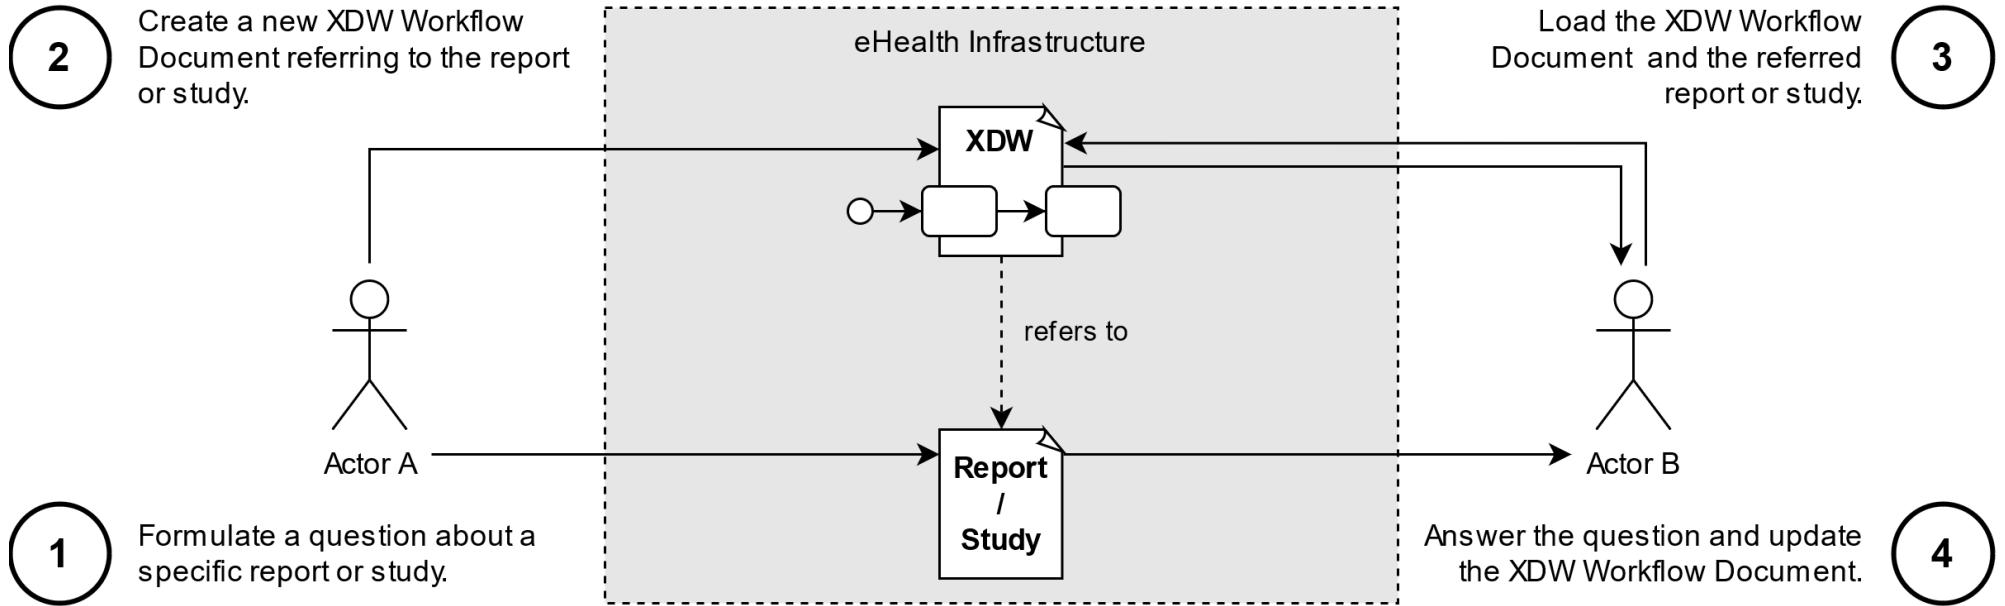 2
Create a new XDW Workflow
Document referring to the report
or study.
eHealth Infrastructure
Load the XDW Workflow
Document and the referred
report or study.
3
XDW
refers to
Actor A
Report
/
Study
Actor B
1
Formulate a question about a
specific report or study.
Answer the question and update
the XDW Workflow Document.
4